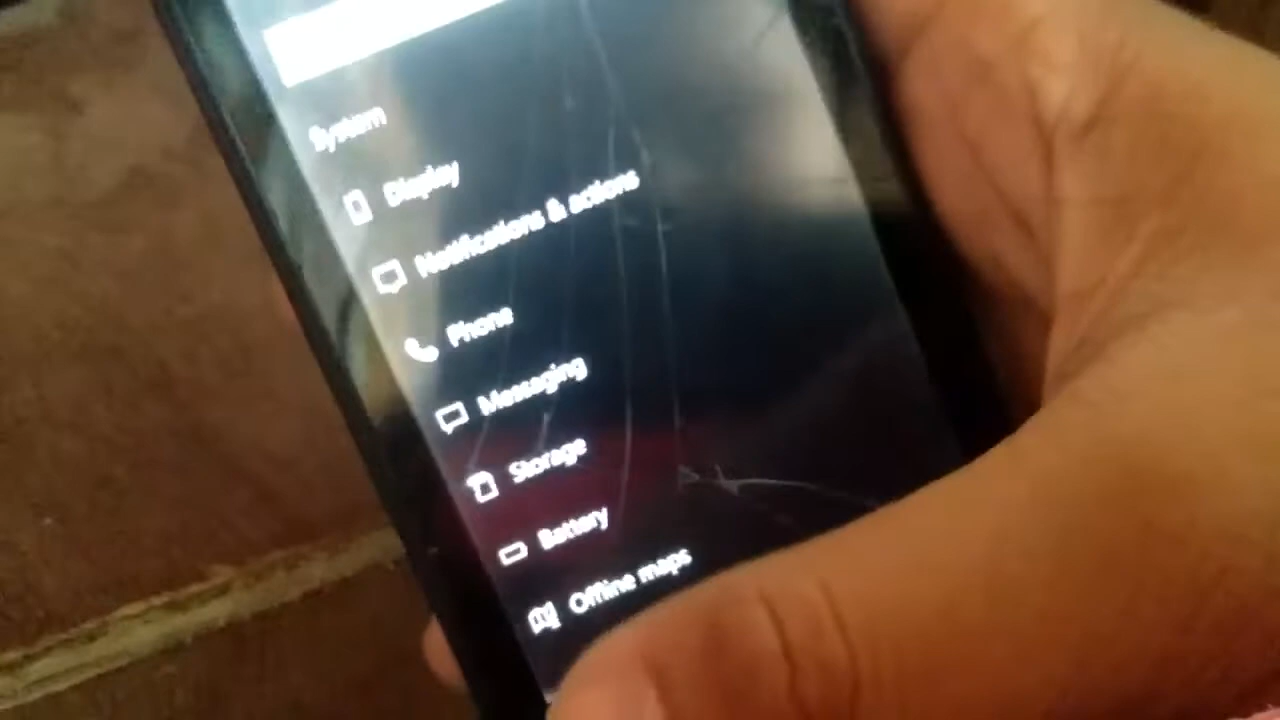 System
Display
Notifications & actions
Phone
Messaging
Storage
Battery
Offline maps